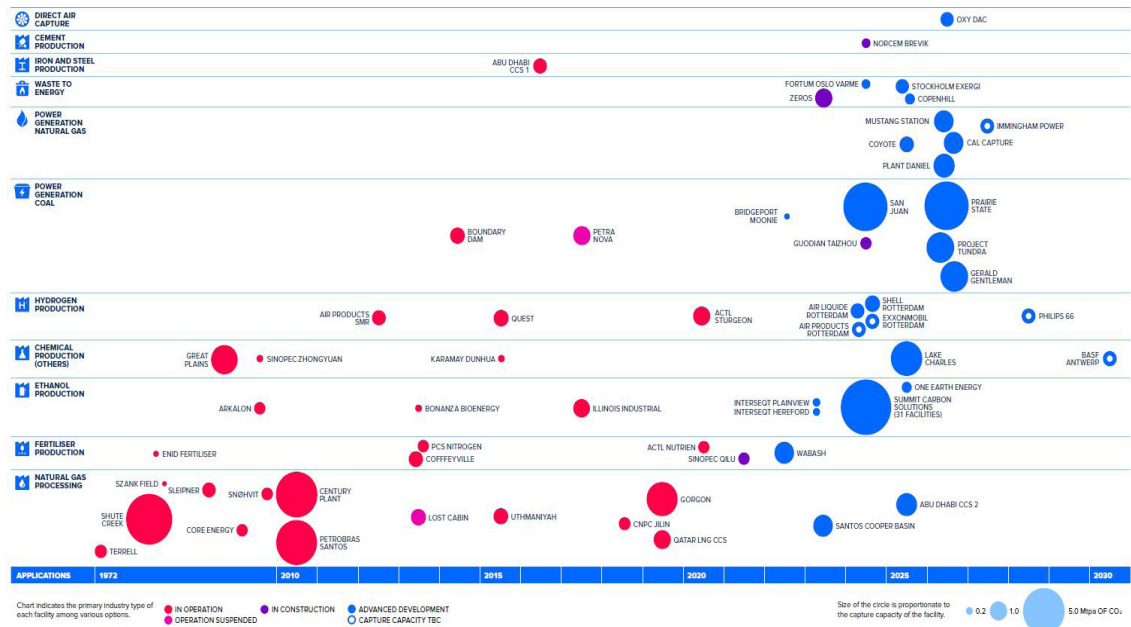 DIRECT AIR
CAPTURE
OXY DAC
CEMENT
PRODUCTION
NORCEM BREVIK
IRON AND STEEL
PRODUCTION
ABU DHABI
CCS 1
WASTE TO
ENERGY
FORTUM OSLO VARME
STOCKHOLM EXERGI
ZEROS
COPENHILL
POWER
GENERATION
NATURAL GAS
MUSTANG STATION
IMMINGHAM POWER
COYOTE
CAL CAPTURE
PLANT DANIEL
POWER
GENERATION
COAL
BRIDGEPORT
MOONIE
SAN
JUAN
PRAIRIE
STATE
BOUNDARY
DAM
PETRA
NOVA
GUODIAN TAIZHOU
PROJECT
TUNDRA
GERALD
GENTLEMAN
HYDROGEN
PRODUCTION
AIR PRODUCTS
SMR
QUEST
ACTL
STURGEON
AIR LIQUIDE
ROTTERDAM
SHELL
ROTTERDAM
AIR PRODUCTS
ROTTERDAM
EXXONMOBIL
ROTTERDAM
PHILIPS 66
CHEMICAL
PRODUCTION
(OTHERS)
GREAT
PLAINS
SINOPEC ZHONGYUAN
KARAMAY DUNHUA
LAKE
CHARLES
BASF
ANTWERP
ETHANOL
PRODUCTION
ARKALON
BONANZA BIOENERGY
ILLINOIS INDUSTRIAL
INTERSEQT PLAINVIEW
INTERSEQT HEREFORD
ONE EARTH ENERGY
SUMMIT CARBON
SOLUTIONS
(31 FACILITIES)
FERTILISER
PRODUCTION
ENID FERTILISER
PCS NITROGEN
COFFFEYVILLE
ACTL NUTRIEN
SINOPEC QILU
WABASH
NATURAL GAS
PROCESSING
SZANK FIELD
SLEIPNER
SNØHVIT
CENTURY
PLANT
SHUTE
CREEK
CORE ENERGY
TERRELL
PETROBRAS
SANTOS
LOST CABIN
UTHMANIYAH
GORGON
CNPC JILIN
QATAR LNG CCS
ABU DHABI CCS 2
SANTOS COOPER BASIN
APPLICATIONS 1972 2010 2015 2020 2025 2030
Chart indicates the primary industry type of
each facility among various options.
IN OPERATION
IN CONSTRUCTION
ADVANCED DEVELOPMENT
OPERATION SUSPENDED
CAPTURE CAPACITY TBC
Size of the circle is proportionate to
the capture capacity of the facility.
0.2 1.0 5.0 Mtpa OF CO₂